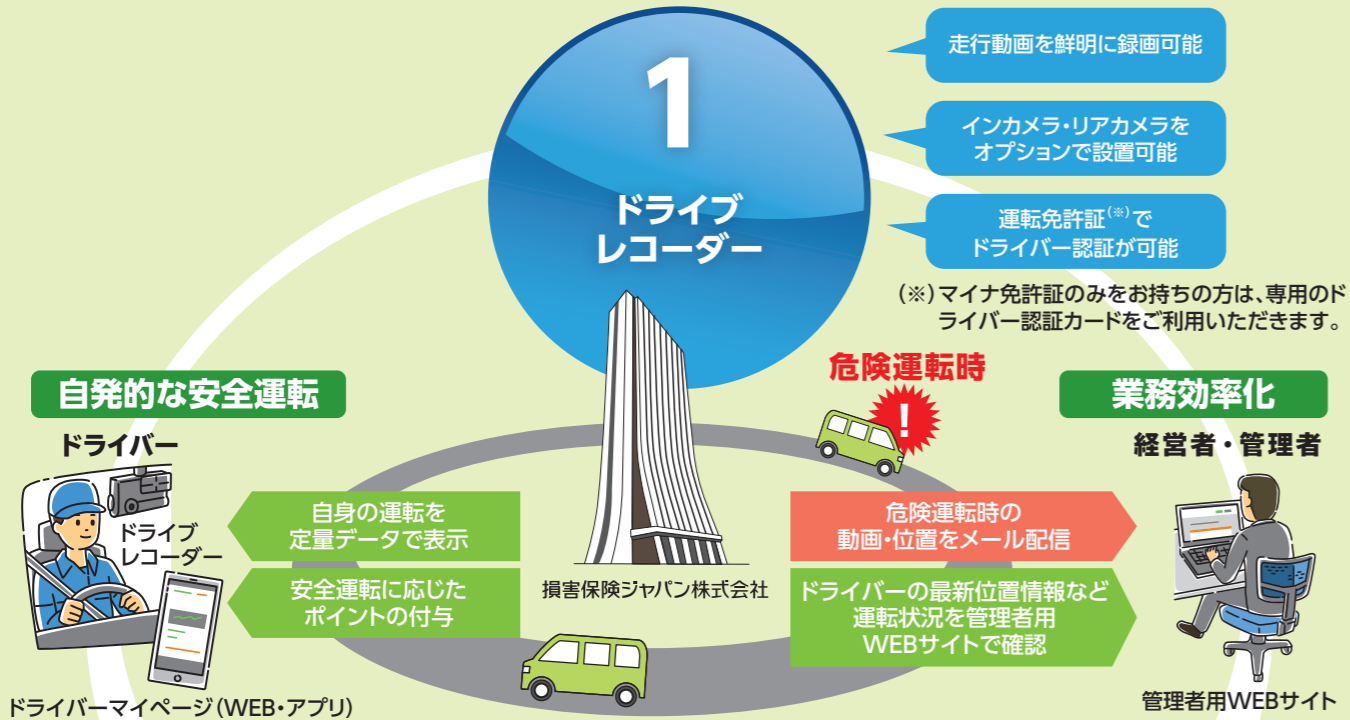 1
ドライブ
レコーダー
走行動画を鮮明に録画可能
インカメラ・リアカメラを
オプションで設置可能
運転免許証(※)で
ドライバー認証が可能
(※)マイナ免許証のみをお持ちの方は、専用のド
ライバー認証カードをご利用いただきます。
自発的な安全運転
ドライバー
ドライブ
レコーダー
自身の運転を
定量データで表示
安全運転に応じた
ポイントの付与
ドライバーマイページ(WEB・アプリ)
損害保険ジャパン株式会社
危険運転時
!
業務効率化
経営者・管理者
危険運転時の
動画・位置をメール配信
ドライバーの最新位置情報など
運転状況を管理者用
WEBサイトで確認
管理者用WEBサイト